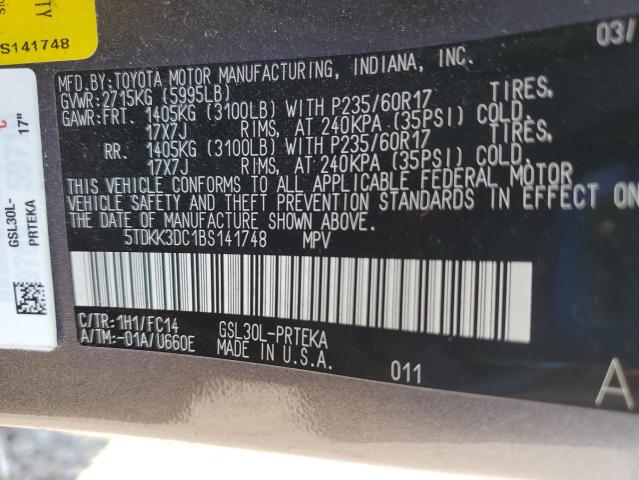 TY
S141748
C
17"
GSL30L-
PRTEKA
03/
MFD.BY:TOYOTA MOTOR MANUFACTURING, INDIANA, INC.
GVWR:2715KG (5995LB)
GAWR:FRT. 1405KG (3100LB) WITH P235/60R17 TIRES,
17X7J RIMS, AT 240KPA (35PSI) COLD.
RR. 1405KG (3100LB) WITH P235/60R17 TIRES,
17X7J RIMS, AT 240KPA (35PSI) COLD.
THIS VEHICLE CONFORMS TO ALL APPLICABLE FEDERAL MOTOR
VEHICLE SAFETY AND THEFT PREVENTION STANDARDS IN EFFECT ON
THE DATE OF MANUFACTURE SHOWN ABOVE.
5TDKK3DC1BS141748 MPV
C/TR:1H1/FC14 GSL30L-PRTEKA
A/TM:-01A/U660E MADE IN U.S.A.
011
A